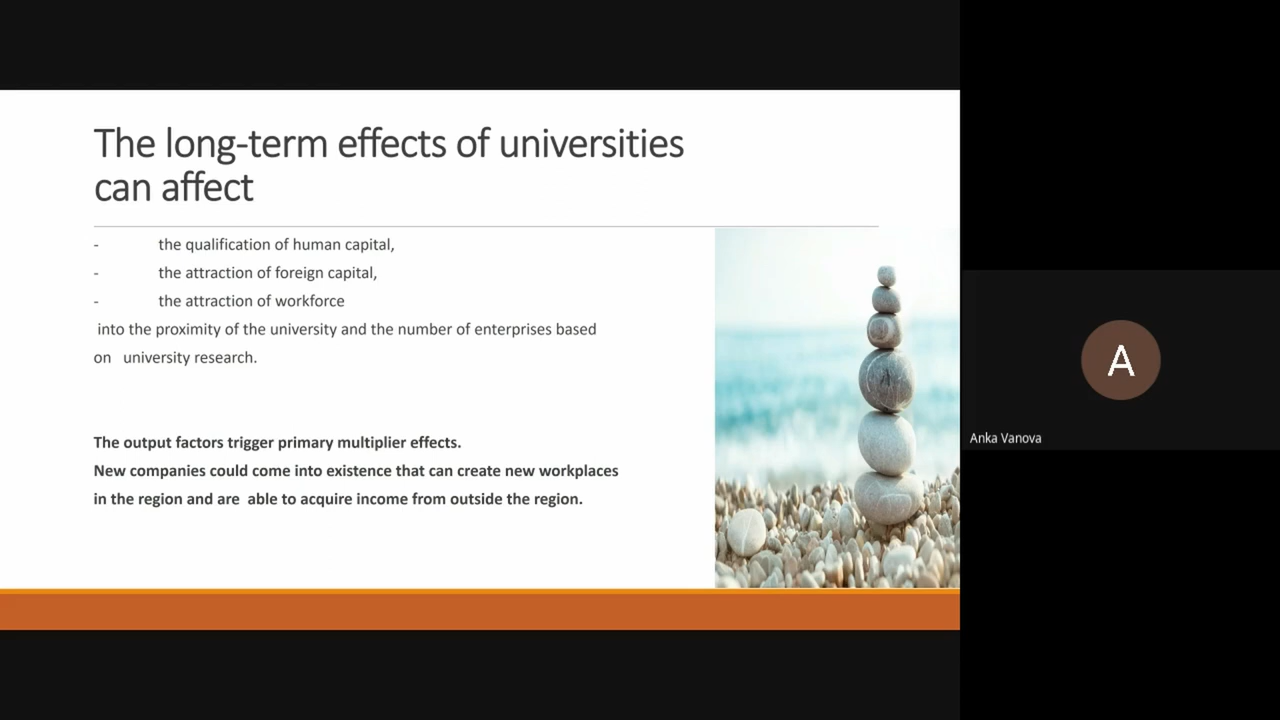 The long-term effects of universities
can affect
- the qualification of human capital,
- the attraction of foreign capital,
- the attraction of workforce
into the proximity of the university and the number of enterprises based
on university research.
The output factors trigger primary multiplier effects.
New companies could come into existence that can create new workplaces
in the region and are able to acquire income from outside the region.
A
Anka Vanova